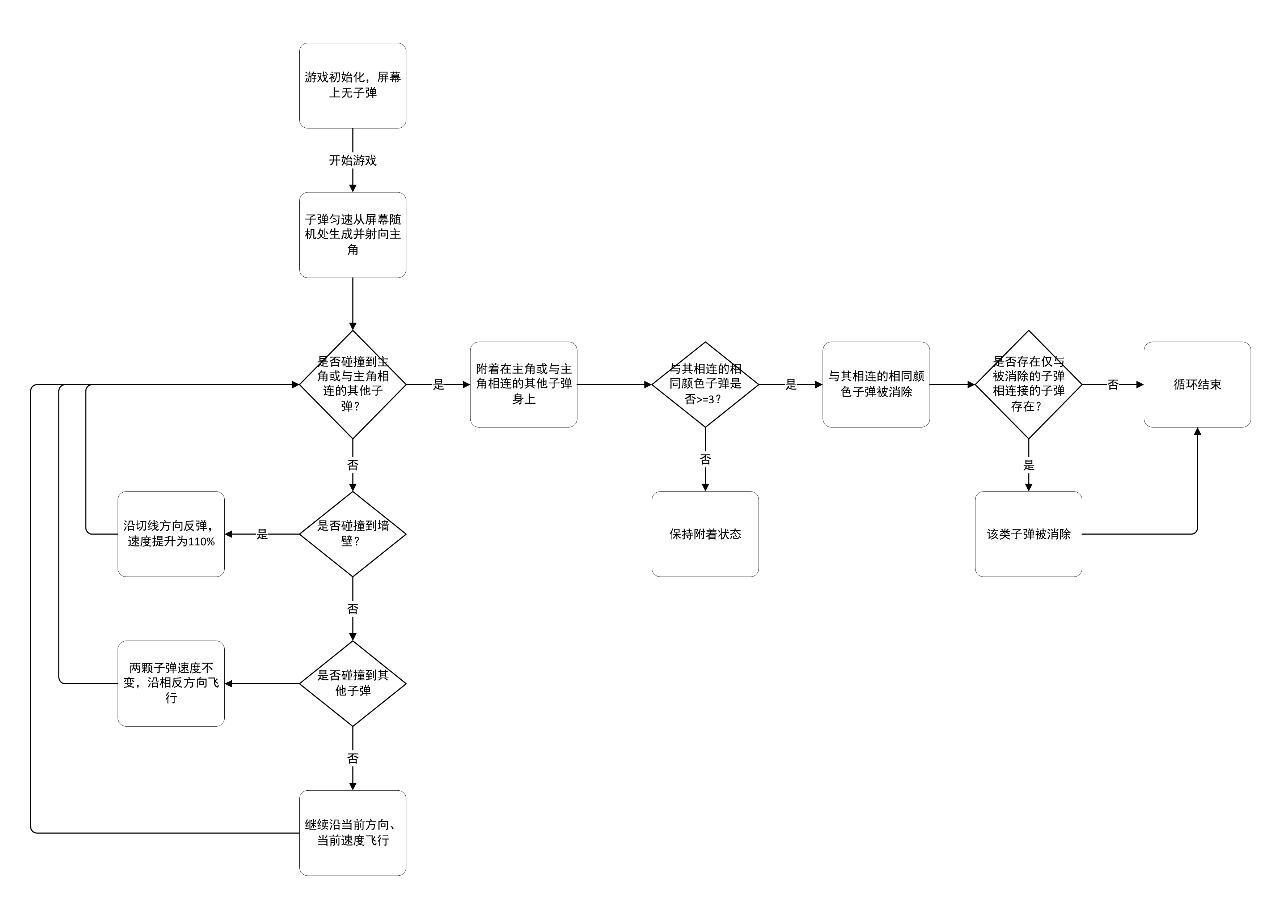 游戏初始化，屏幕
上无子弹
开始游戏
子弹匀速从屏幕随
机处生成并射向主
角
是否碰撞到主
角或与主角相
连的其他子
弹？
是
附着在主角或与主
角相连的其他子弹
身上
与其相连的相
同颜色子弹是
否>=3？
是
与其相连的相同颜
色子弹被消除
是否存在仅与
被消除的子弹
相连接的子弹
存在？
否
循环结束
否
否
是
沿切线方向反弹，
速度提升为110%
是
是否碰撞到墙
壁？
保持附着状态
该类子弹被消除
否
两颗子弹速度不
变，沿相反方向飞
行
是否碰撞到其
他子弹
否
继续沿当前方向、
当前速度飞行